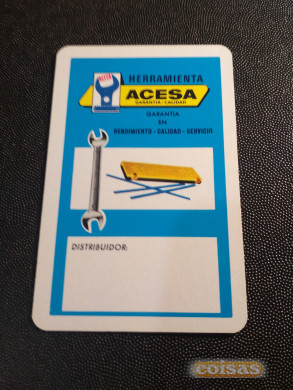 HERRAMIENTA
ACESA
GARANTIA - CALIDAD
GARANTIA
EN
RENDIMIENTO - CALIDAD - SERVICIO
DISTRIBUIDOR:
coisas